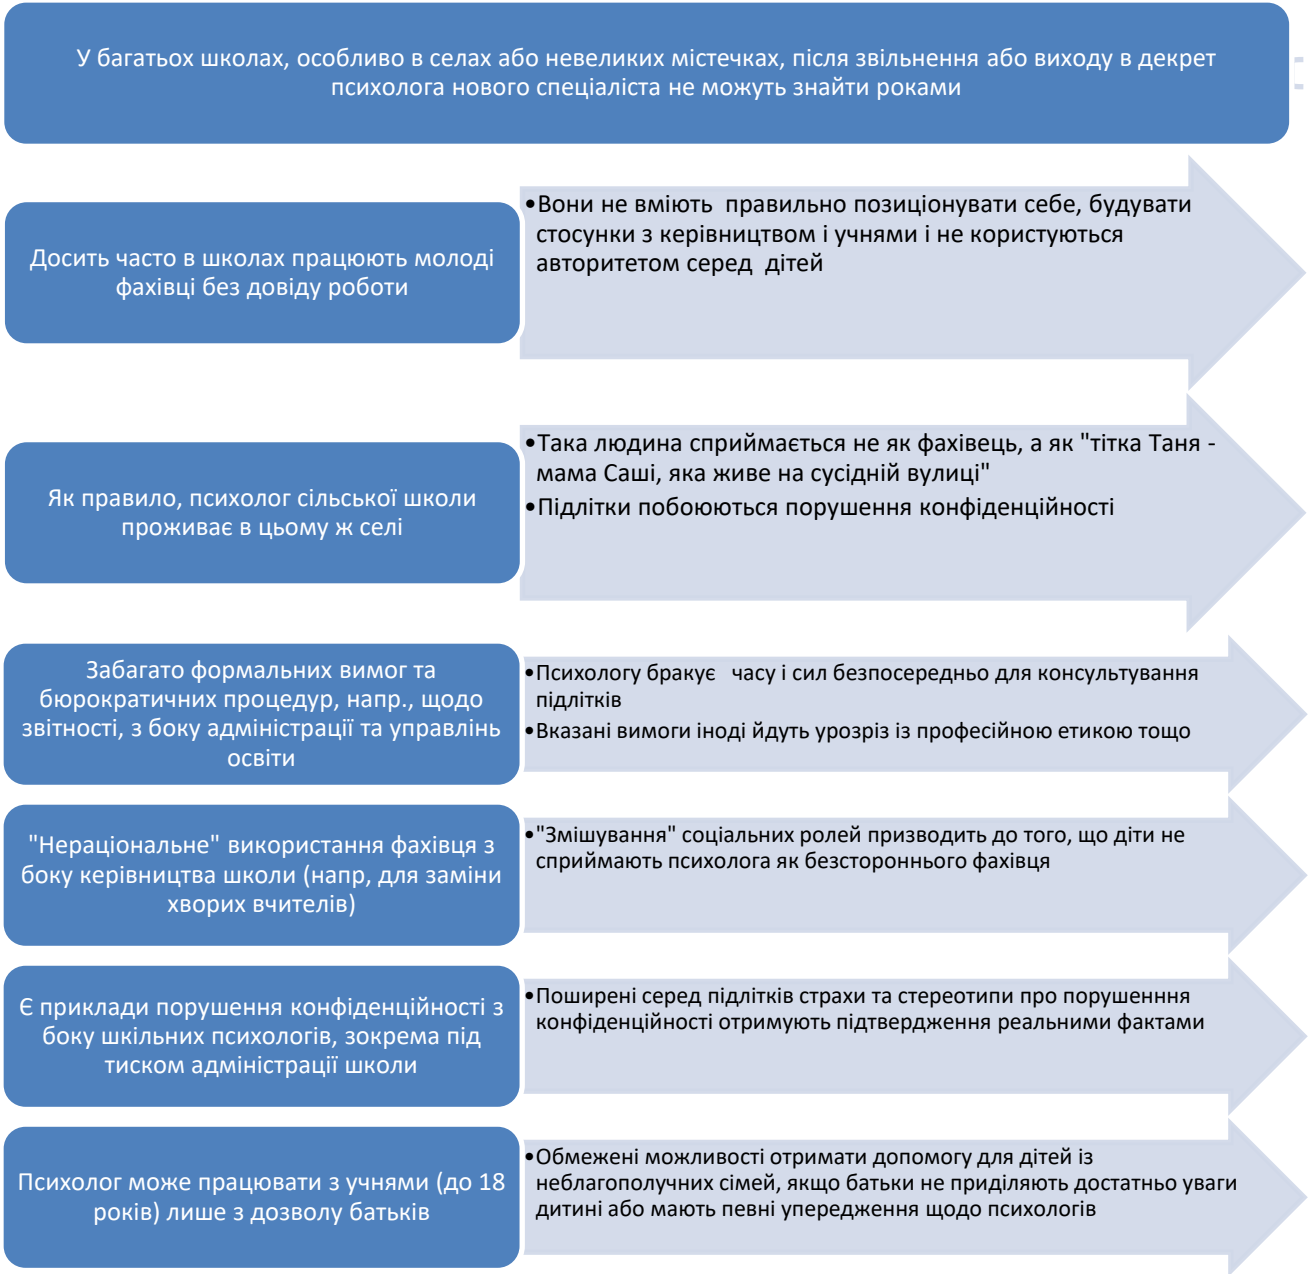 У багатьох школах, особливо в селах або невеликих містечках, після звільнення або виходу в декрет
психолога нового спеціаліста не можуть знайти роками
Досить часто в школах працюють молоді
фахівці без довіду роботи
•Вони не вміють правильно позиціонувати себе, будувати
стосунки з керівництвом і учнями і не користуються
авторитетом серед дітей
Як правило, психолог сільської школи
проживає в цьому ж селі
•Така людина сприймається не як фахівець, а як "тітка Таня -
мама Саші, яка живе на сусідній вулиці"
•Підлітки побоюються порушення конфіденційності
Забагато формальних вимог та
бюрократичних процедур, напр., щодо
звітності, з боку адміністрації та управлінь
освіти
•Психологу бракує часу і сил безпосередньо для консультування
підлітків
•Вказані вимоги іноді йдуть урозріз із професійною етикою тощо
"Нераціональне" використання фахівця з
боку керівництва школи (напр, для заміни
хворих вчителів)
•"Змішування" соціальних ролей призводить до того, що діти не
сприймають психолога як безстороннього фахівця
Є приклади порушення конфіденційності з
боку шкільних психологів, зокрема під
тиском адміністрації школи
•Поширені серед підлітків страхи та стереотипи про порушенння
конфіденційності отримують підтвердження реальними фактами
Психолог може працювати з учнями (до 18
років) лише з дозволу батьків
•Обмежені можливості отримати допомогу для дітей із
неблагополучних сімей, якщо батьки не приділяють достатньо уваги
дитині або мають певні упередження щодо психологів